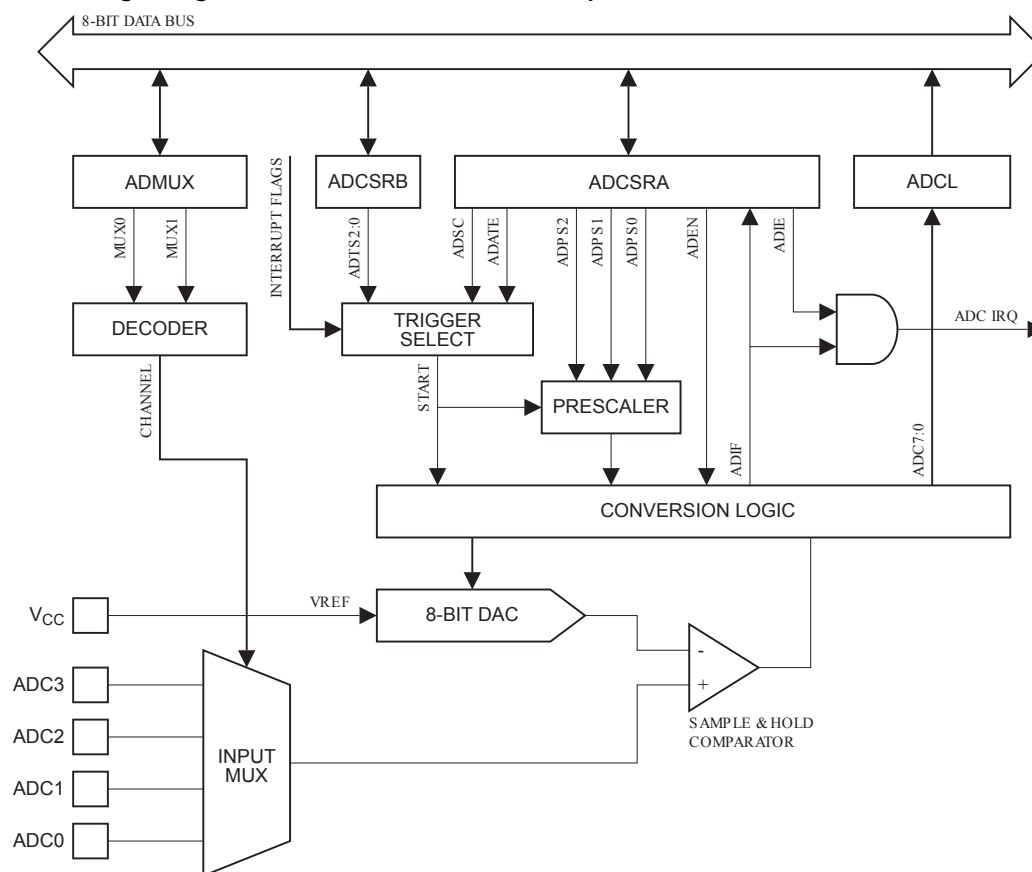 8-BIT DATA BUS
ADMUX
ADCSRB
ADCSRA
ADCL
INTERRUPT FLAGS
MUX0
MUX1
ADTS2:0
ADSC
ADATE
ADPS2
ADPS1
ADPS0
ADEN
ADIE
DECODER
TRIGGER
SELECT
ADC IRQ
CHANNEL
START
PRESCALER
ADIF
ADC7:0
CONVERSION LOGIC
VCC
VREF
8-BIT DAC
-
+
SAMPLE & HOLD
COMPARATOR
ADC3
ADC2
ADC1
ADC0
INPUT
MUX